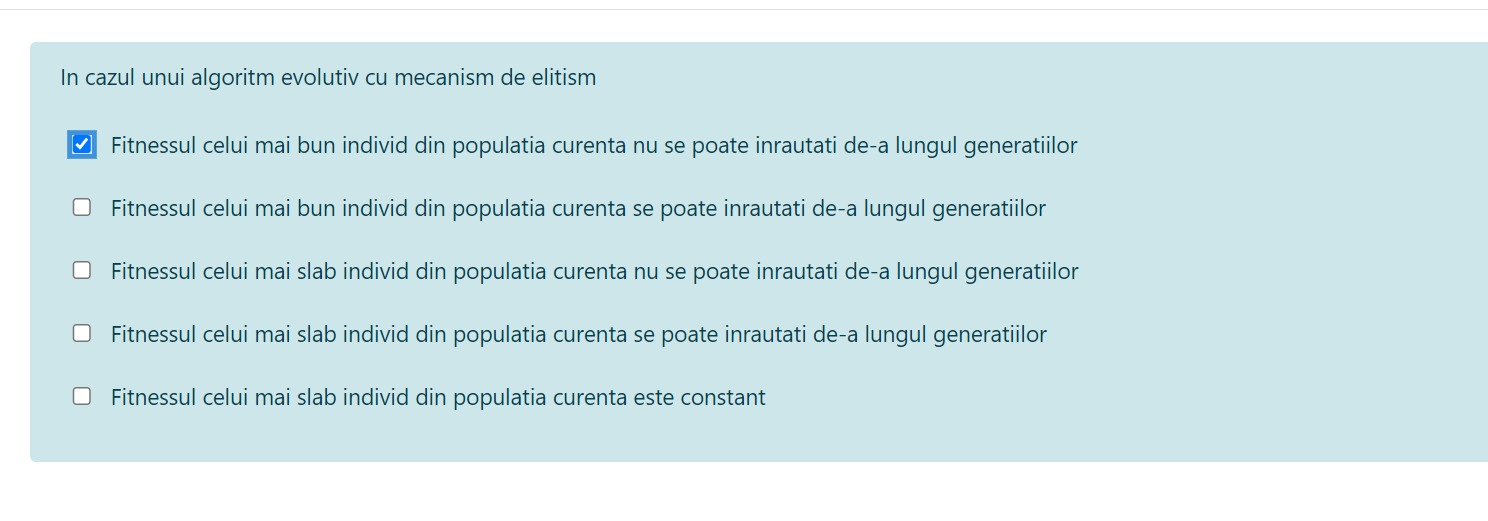 In cazul unui algoritm evolutiv cu mecanism de elitism
Fitnessul celui mai bun individ din populatia curenta nu se poate inrautati de-a lungul generatiilor
Fitnessul celui mai bun individ din populatia curenta se poate inrautati de-a lungul generatiilor
Fitnessul celui mai slab individ din populatia curenta nu se poate inrautati de-a lungul generatiilor
Fitnessul celui mai slab individ din populatia curenta se poate inrautati de-a lungul generatiilor
Fitnessul celui mai slab individ din populatia curenta este constant